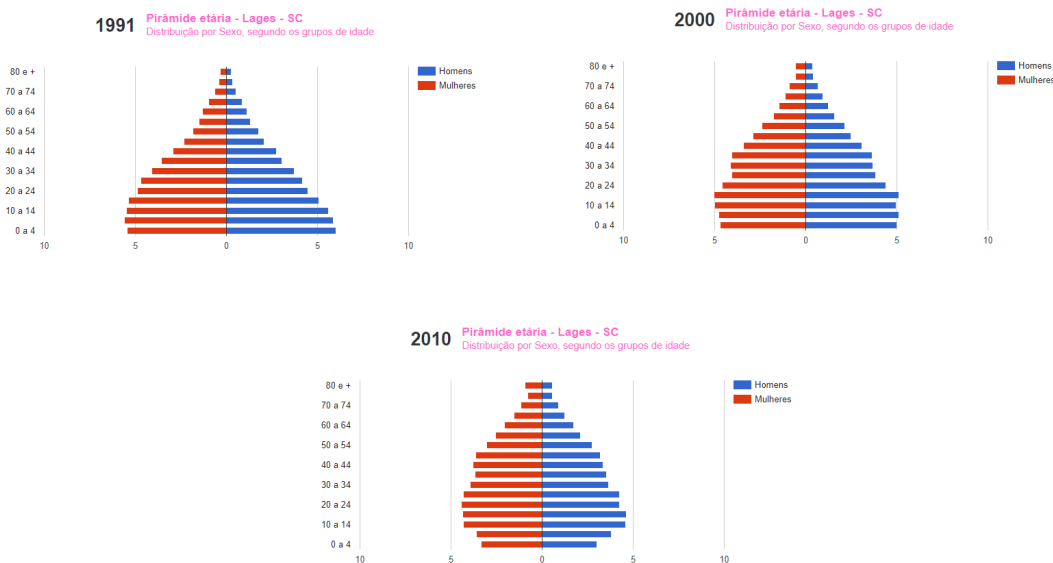 1991
Pirâmide etária - Lages - SC
Distribuição por Sexo, segundo os grupos de idade
80 e +
70 a 74
60 a 64
50 a 54
40 a 44
30 a 34
20 a 24
10 a 14
0 a 4
10 5 0 5 10
Homens
Mulheres
2000
Pirâmide etária - Lages - SC
Distribuição por Sexo, segundo os grupos de idade
80 e +
70 a 74
60 a 64
50 a 54
40 a 44
30 a 34
20 a 24
10 a 14
0 a 4
10 5 0 5 10
Homens
Mulheres
2010
Pirâmide etária - Lages - SC
Distribuição por Sexo, segundo os grupos de idade
80 e +
70 a 74
60 a 64
50 a 54
40 a 44
30 a 34
20 a 24
10 a 14
0 a 4
10 5 0 5 10
Homens
Mulheres